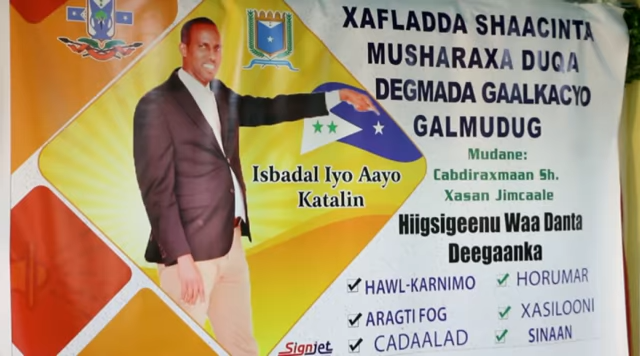 XAFLADDA SHAACINTA
MUSHARAXA DUQA
DEGMADA GAALKACYO
GALMUDUG
Mudane:
Cabdiraxmaan Sh.
Xasan Jimcaale
Isbadal Iyo Aayo
Katalin
Hiigsigeenu Waa Danta
Deegaanka
HAWL-KARNIMO
HORUMAR
ARAGTI FOG
XASILOONI
CADAALAD
SINAAN
Signjet